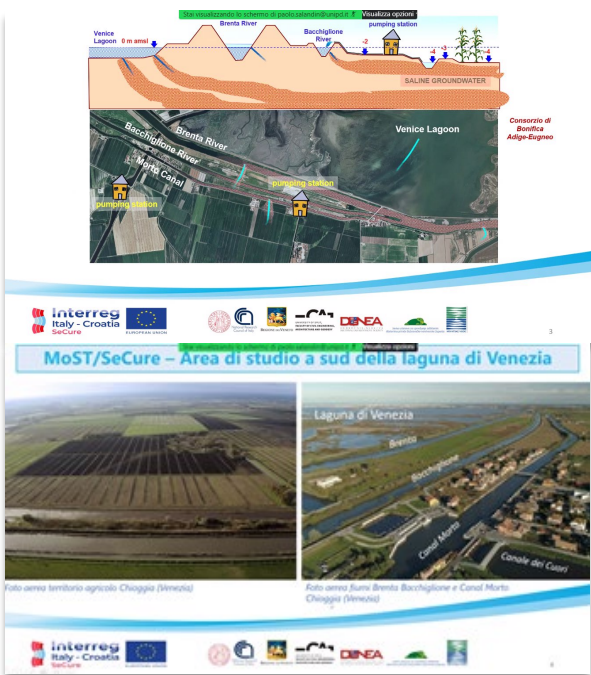 Stai visualizzando lo schermo di paolo.salandin@unipd.it
Visualizza opzioni
Venice
Lagoon
0 m amsl
Brenta River
Bacchiglione
River
pumping station
-2
-4
-3
-4
SALINE GROUNDWATER
Consorzio di
Bonifica
Adige-Eugneo
Brenta River
Bacchiglione River
Morto Canal
Venice Lagoon
pumping station
pumping station
Interreg
Italy - Croatia
SeCure
EUROPEAN UNION
REGIONE DEL VENETO
3
Stai visualizzando lo schermo di paolo.salandin@unipd.it
Visualizza opzioni
MoST/SeCure – Area di studio a sud della laguna di Venezia
Laguna di Venezia
Brenta
Bacchiglione
Canal Morto
Canale dei Cuori
Foto aerea territorio agricolo Chioggia (Venezia)
Foto aerea fiumi Brenta Bacchiglione e Canal Morto
Chioggia (Venezia)
Interreg
Italy - Croatia
SeCure
EUROPEAN UNION